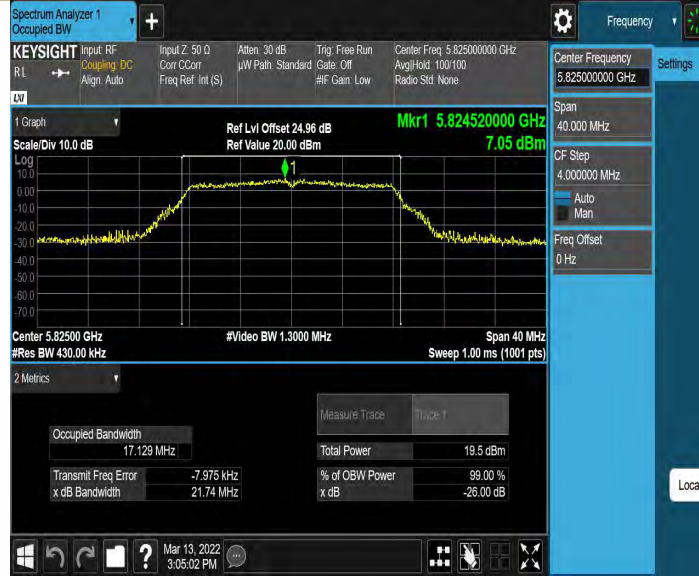 Spectrum Analyzer 1
Occupied BW
Frequency
KEYSIGHT
Input: RF
Coupling: DC
Align: Auto
RL
LXI
Input Z: 50 Ω
Corr CCorr
Freq Ref: Int (S)
Atten: 30 dB
µW Path: Standard
Trig: Free Run
Gate: Off
#IF Gain: Low
Center Freq: 5.825000000 GHz
Avg|Hold: 100/100
Radio Std: None
Center Frequency
5.825000000 GHz
Settings
Span
40.000 MHz
CF Step
4.000000 MHz
Auto
Man
Freq Offset
0 Hz
1 Graph
Scale/Div 10.0 dB
Ref Lvl Offset 24.96 dB
Ref Value 20.00 dBm
Mkr1 5.824520000 GHz
7.05 dBm
Log
10.0
0.00
-10.0
-20.0
-30.0
-40.0
-50.0
-60.0
-70.0
1
Center 5.82500 GHz
#Res BW 430.00 kHz
#Video BW 1.3000 MHz
Span 40 MHz
Sweep 1.00 ms (1001 pts)
2 Metrics
Measure Trace
Trace 1
Occupied Bandwidth
17.129 MHz
Total Power
19.5 dBm
Transmit Freq Error
-7.975 kHz
% of OBW Power
99.00 %
x dB Bandwidth
21.74 MHz
x dB
-26.00 dB
Loca
?
Mar 13, 2022
3:05:02 PM